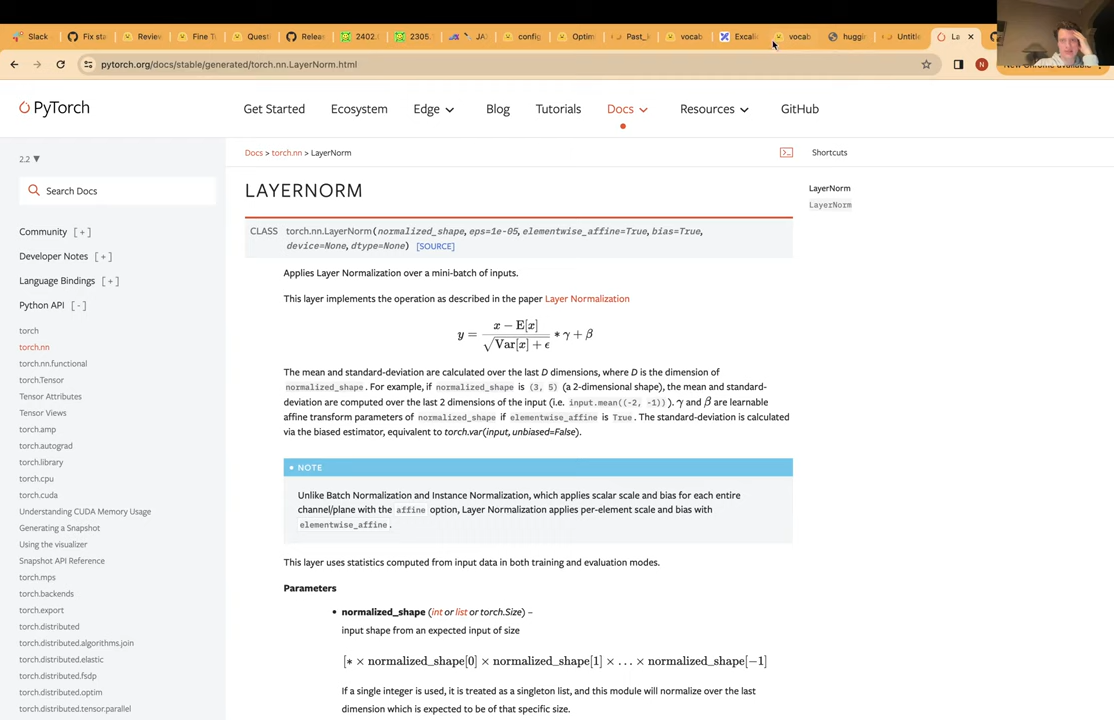 Slack Fix sta Review Fine Tu Questi Releas 2402. 2305. JA config Optim Past_k vocab Excali vocab huggin Untitle La
pytorch.org/docs/stable/generated/torch.nn.LayerNorm.html N New Chrome available
PyTorch Get Started Ecosystem Edge Blog Tutorials Docs Resources GitHub
2.2 ▼
Docs > torch.nn > LayerNorm
Shortcuts
Search Docs
LAYERNORM
LayerNorm
LayerNorm
Community [ + ]
Developer Notes [ + ]
Language Bindings [ + ]
Python API [ - ]
torch
torch.nn
torch.nn.functional
torch.Tensor
Tensor Attributes
Tensor Views
torch.amp
torch.autograd
torch.library
torch.cpu
torch.cuda
Understanding CUDA Memory Usage
Generating a Snapshot
Using the visualizer
Snapshot API Reference
torch.mps
torch.backends
torch.export
torch.distributed
torch.distributed.algorithms.join
torch.distributed.elastic
torch.distributed.fsdp
torch.distributed.optim
torch.distributed.tensor.parallel
CLASS torch.nn.LayerNorm(normalized_shape, eps=1e-05, elementwise_affine=True, bias=True,
device=None, dtype=None) [SOURCE]
Applies Layer Normalization over a mini-batch of inputs.
This layer implements the operation as described in the paper Layer Normalization
y = (x − E[x]) / √(Var[x] + ϵ) * γ + β
The mean and standard-deviation are calculated over the last D dimensions, where D is the dimension of
normalized_shape. For example, if normalized_shape is (3, 5) (a 2-dimensional shape), the mean and standard-
deviation are computed over the last 2 dimensions of the input (i.e. input.mean((-2, -1))). γ and β are learnable
affine transform parameters of normalized_shape if elementwise_affine is True. The standard-deviation is calculated
via the biased estimator, equivalent to torch.var(input, unbiased=False).
NOTE
Unlike Batch Normalization and Instance Normalization, which applies scalar scale and bias for each entire
channel/plane with the affine option, Layer Normalization applies per-element scale and bias with
elementwise_affine.
This layer uses statistics computed from input data in both training and evaluation modes.
Parameters
• normalized_shape (int or list or torch.Size) –
input shape from an expected input of size
[* × normalized_shape[0] × normalized_shape[1] × . . . × normalized_shape[−1]
If a single integer is used, it is treated as a singleton list, and this module will normalize over the last
dimension which is expected to be of that specific size.